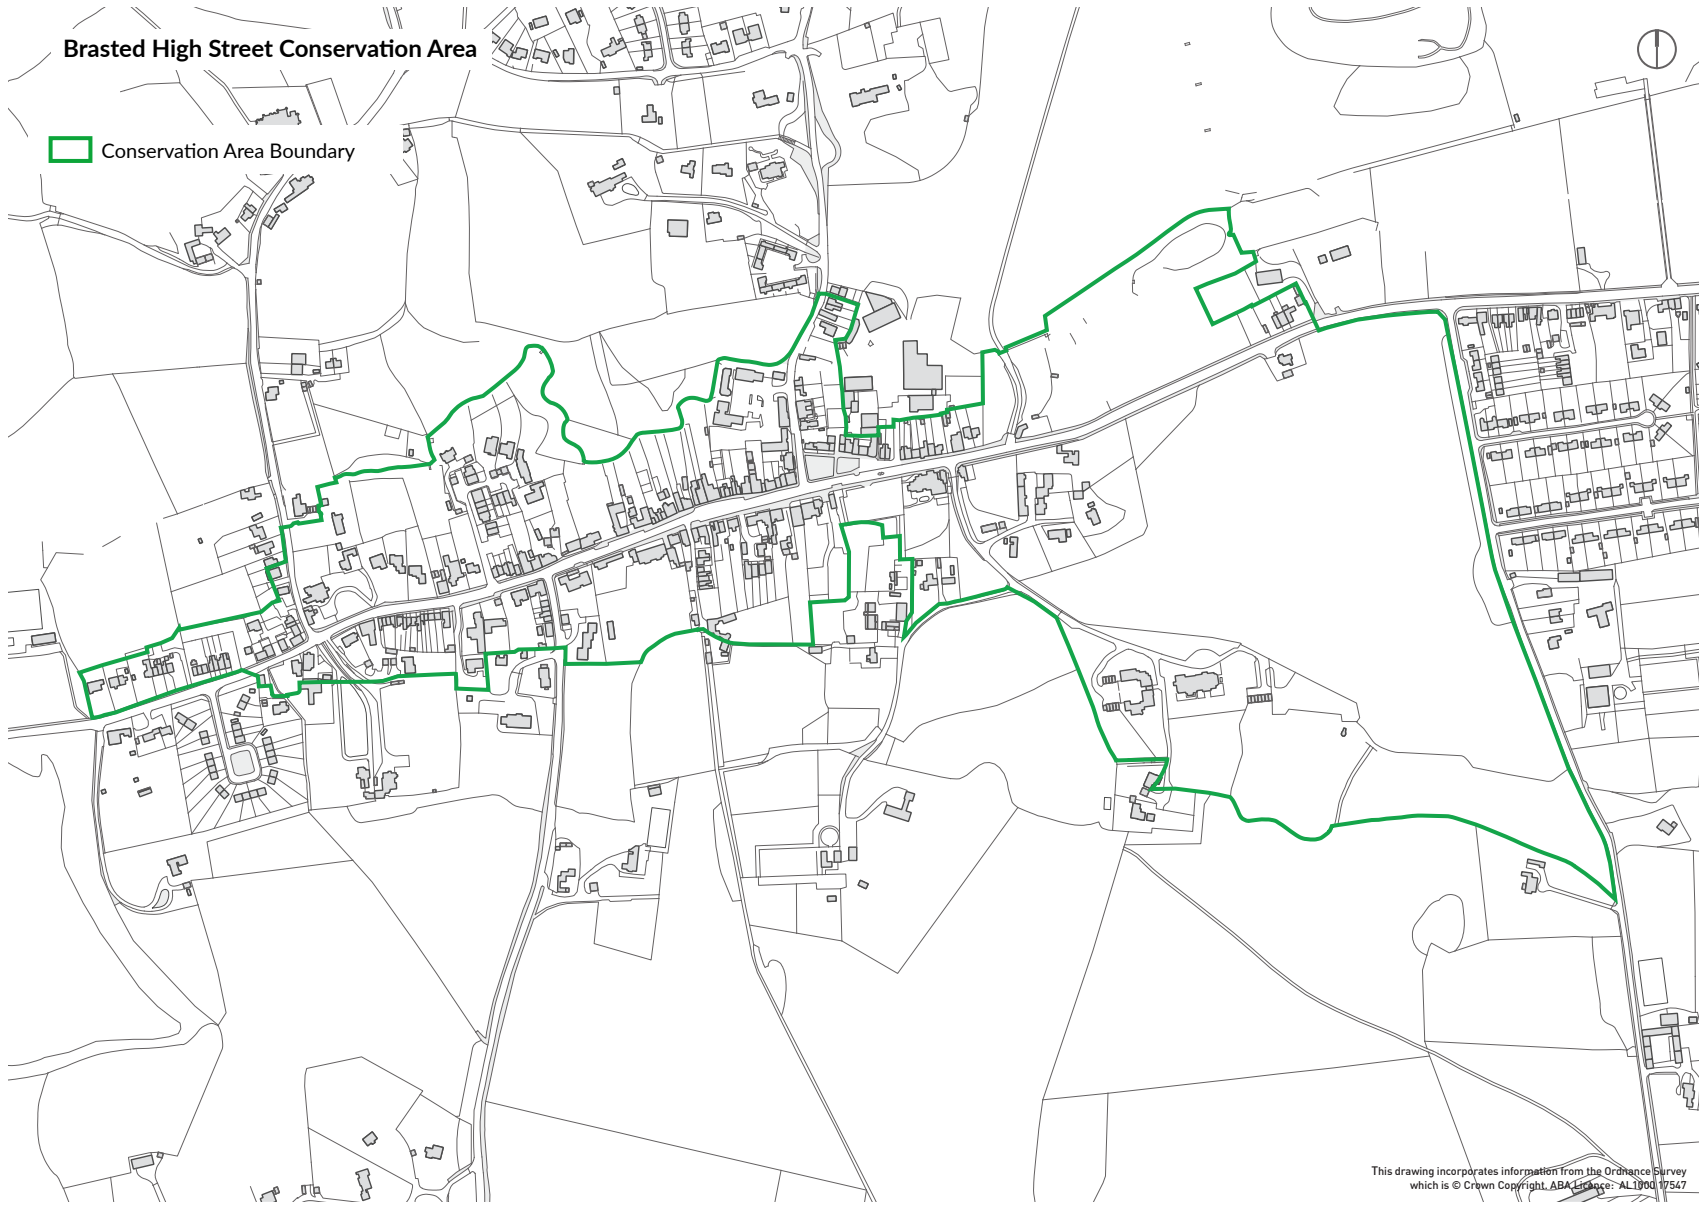 Brasted High Street Conservation Area
Conservation Area Boundary
This drawing incorporates information from the Ordnance Survey
which is © Crown Copyright. ABA Licence: AL1000 17547